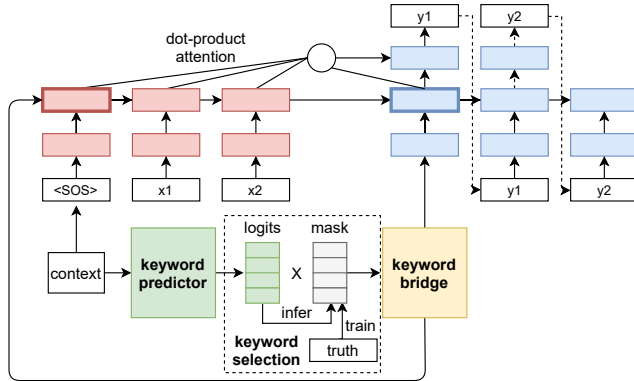 y1
y2
dot-product
attention
<SOS>
x1
x2
y1
y2
logits
mask
context
keyword
predictor
X
keyword
bridge
infer
train
keyword
selection
truth